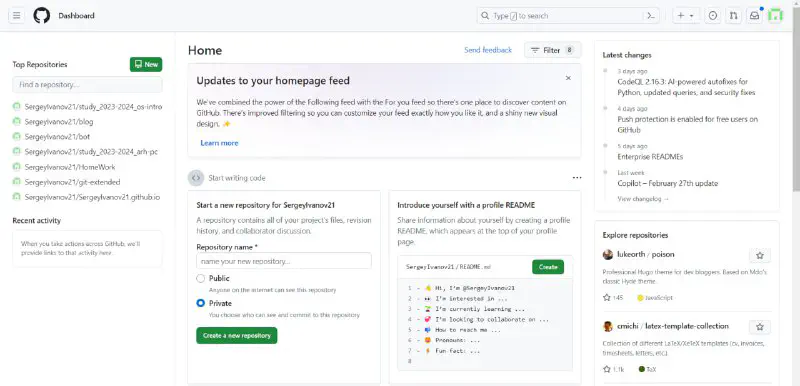 Dashboard
Type / to search
Top Repositories
New
Find a repository...
SergeyIvanov21/study_2023-2024_os-intro
SergeyIvanov21/blog
SergeyIvanov21/bot
SergeyIvanov21/study_2023-2024_arh-pc
SergeyIvanov21/HomeWork
SergeyIvanov21/git-extended
SergeyIvanov21/SergeyIvanov21.github.io
Recent activity
When you take actions across GitHub, we'll
provide links to that activity here.
Home
Send feedback
Filter 8
Updates to your homepage feed
We've combined the power of the Following feed with the For you feed so there's one place to discover content on
GitHub. There's improved filtering so you can customize your feed exactly how you like it, and a shiny new visual
design. ✨
Learn more
Start writing code
Start a new repository for SergeyIvanov21
A repository contains all of your project's files, revision
history, and collaborator discussion.
Repository name *
name your new repository...
Public
Anyone on the internet can see this repository
Private
You choose who can see and commit to this repository
Create a new repository
Introduce yourself with a profile README
Share information about yourself by creating a profile
README, which appears at the top of your profile
page.
SergeyIvanov21 / README.md
Create
1 - 👋 Hi, I'm @SergeyIvanov21
2 - 👀 I'm interested in ...
3 - 🌱 I'm currently learning ...
4 - 💞️ I'm looking to collaborate on ...
5 - 📫 How to reach me ...
6 - 😄 Pronouns: ...
7 - ⚡ Fun fact: ...
8
Latest changes
3 days ago
CodeQL 2.16.3: AI-powered autofixes for
Python, updated queries, and security fixes
4 days ago
Push protection is enabled for free users on
GitHub
5 days ago
Enterprise READMEs
Last week
Copilot – February 27th update
View changelog →
Explore repositories
lukeorth / poison
Professional Hugo theme for dev bloggers. Based on Mdo's
classic Hyde theme.
145 JavaScript
cmichi / latex-template-collection
Collection of different LaTeX/XeTeX templates (cv, invoices,
timesheets, letters, etc.).
1.1k TeX